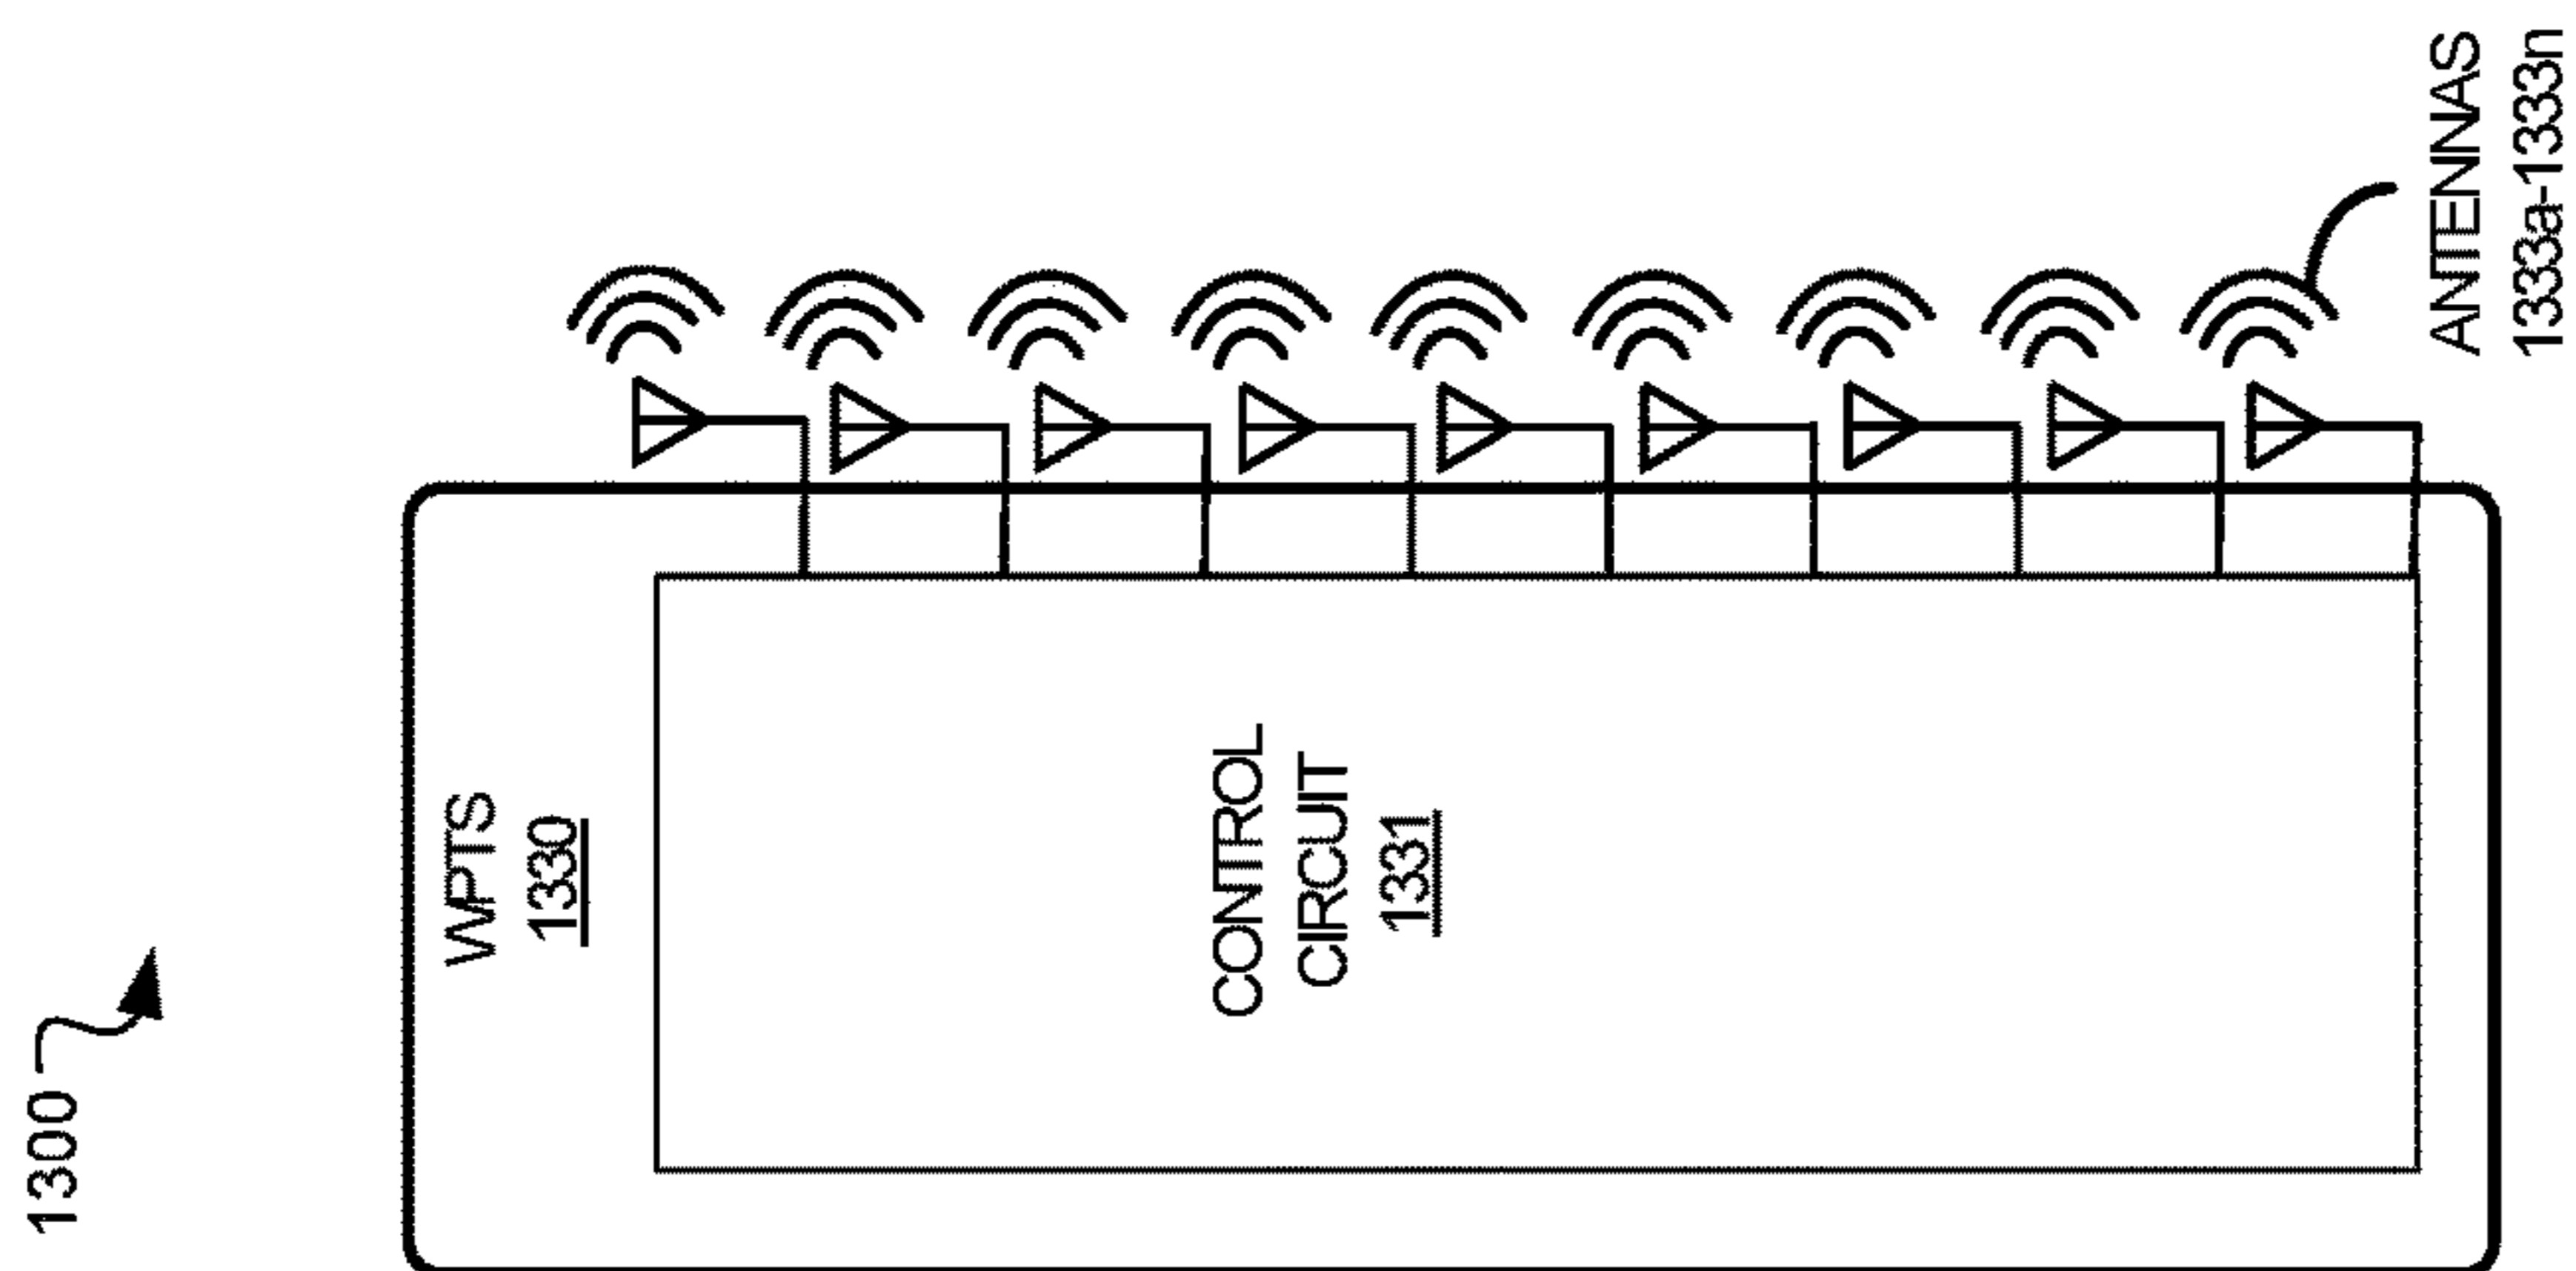 1300
WPTS
1330
CONTROL
CIRCUIT
1331
ANTENNAS
1333a-1333n